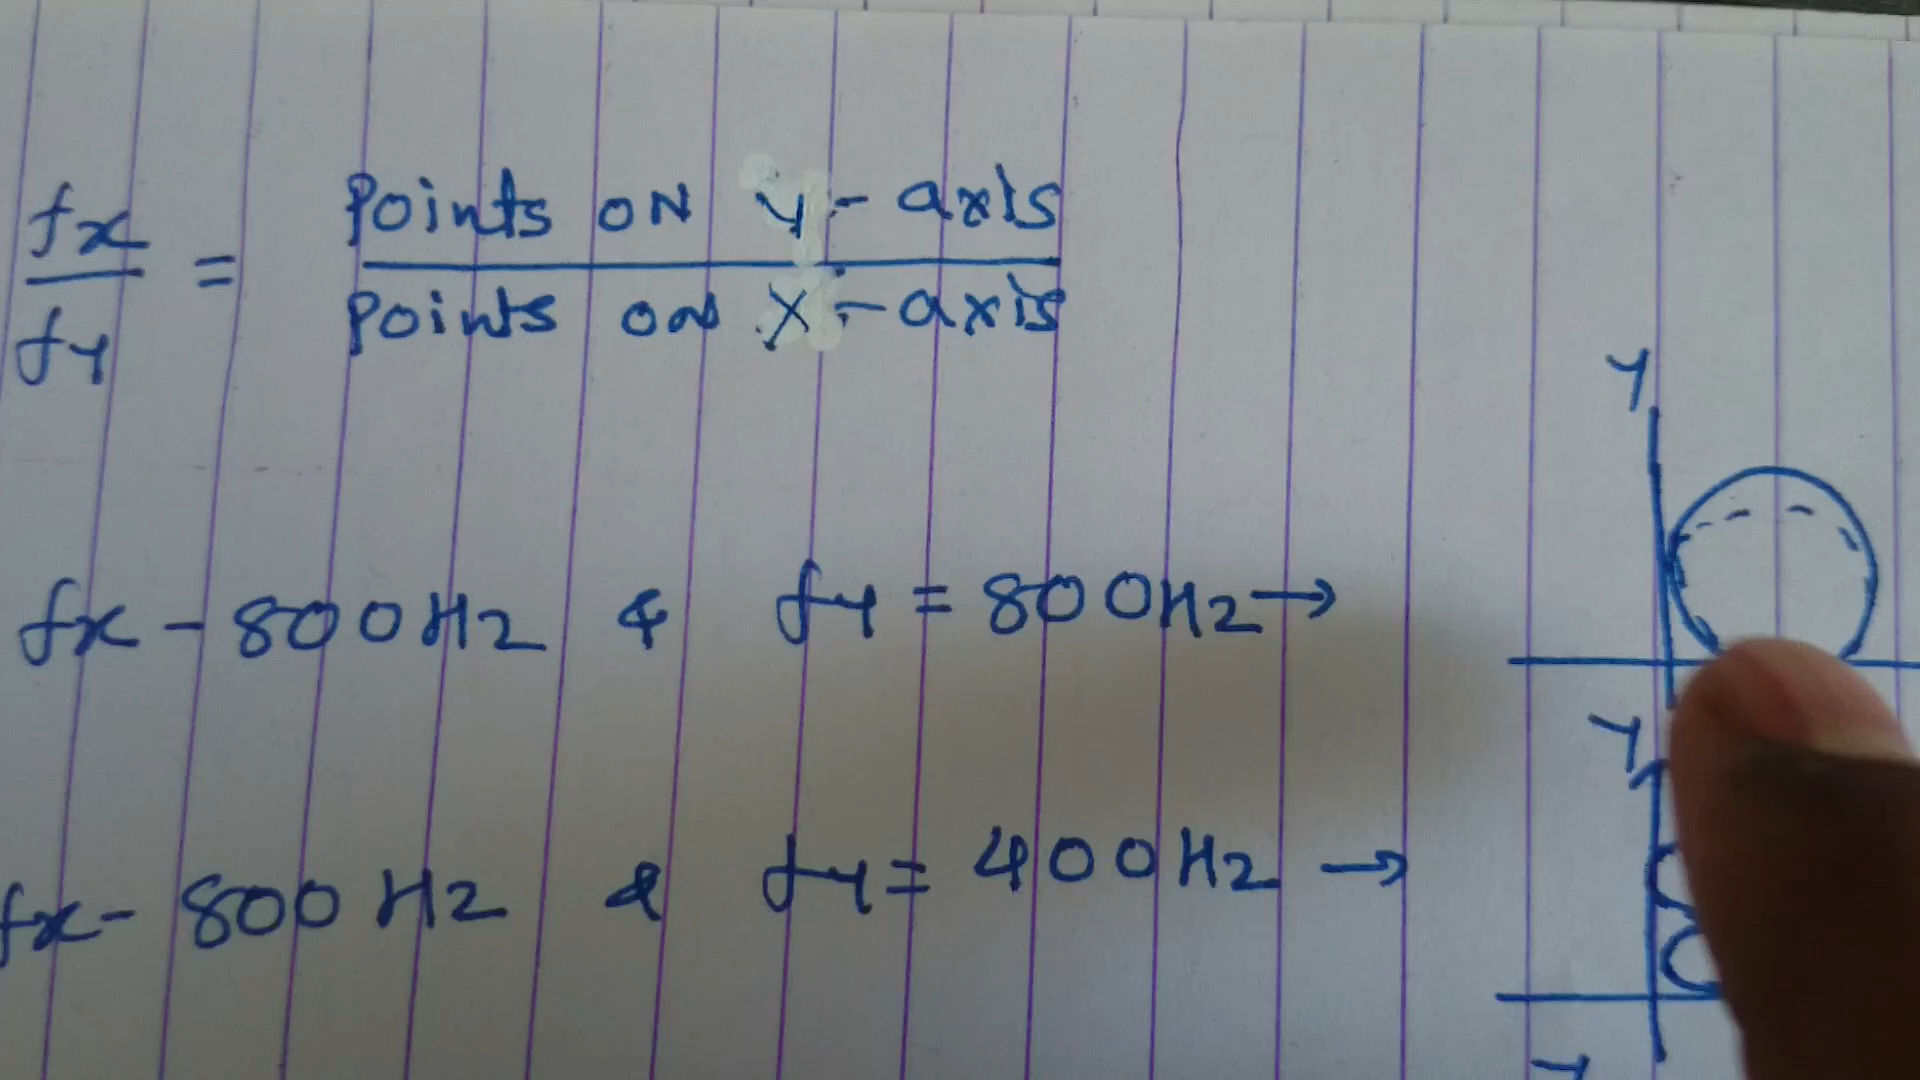 fx
fy
=
Points on y-axis
Points on X-axis
fx - 800Hz & fy = 800Hz →
fx - 800Hz & fy = 400Hz →
y
y
y